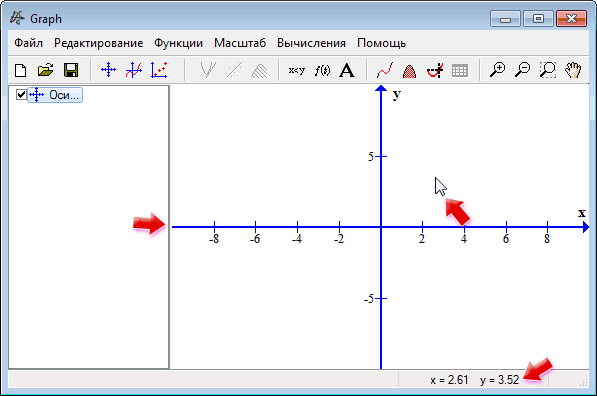 Graph
Файл Редактирование Функции Масштаб Вычисления Помощь
x<y f(t) A
Оси...
y
5
x
-8 -6 -4 -2 2 4 6 8
-5
x = 2.61 y = 3.52